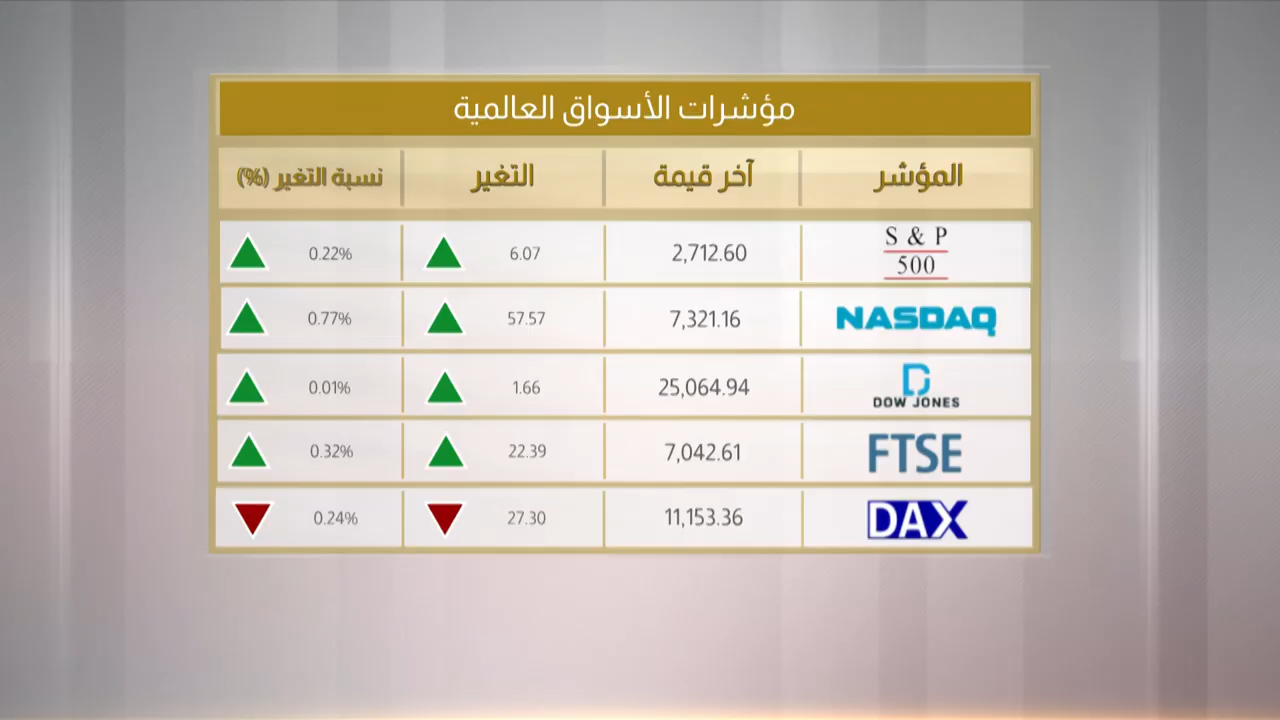 مؤشرات الأسواق العالمية
المؤشر آخر قيمة التغير نسبة التغير (%)
S & P 500 2,712.60 6.07 0.22%
NASDAQ 7,321.16 57.57 0.77%
DOW JONES 25,064.94 1.66 0.01%
FTSE 7,042.61 22.39 0.32%
DAX 11,153.36 27.30 0.24%